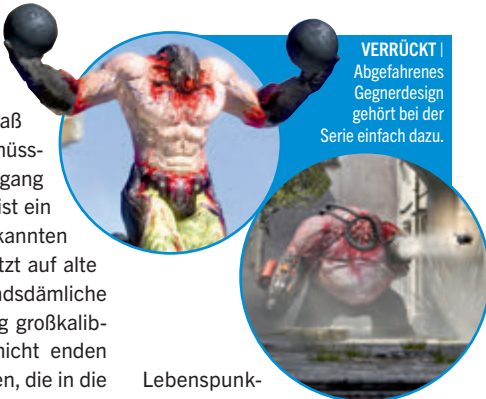 VERRÜCKT |
Abgefahrenes
Gegnerdesign
gehört bei der
Serie einfach dazu.
aß
nüss-
gang
ist ein
kannten
tzt auf alte
ndsdämliche
g großkalib-
nicht enden
en, die in die
Lebenspunk-